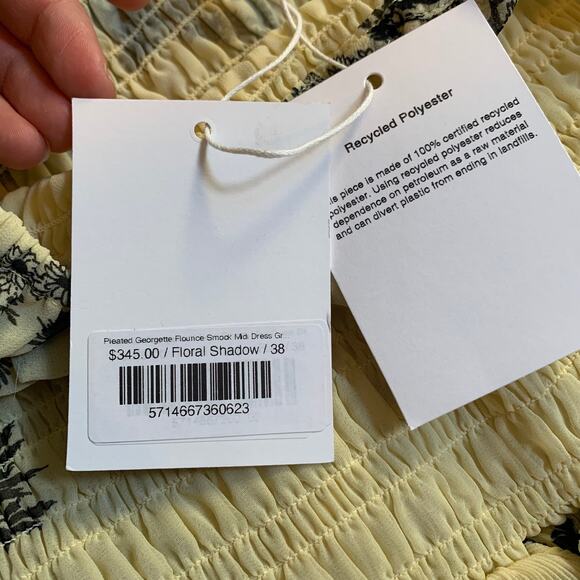 Pleated Georgette Flounce Smock Midi Dress Gr...
$345.00 / Floral Shadow / 38
5714667360623
Recycled Polyester
is piece is made of 100% certified recycled
polyester. Using recycled polyester reduces
dependence on petroleum as a raw material
and can divert plastic from ending in landfills.